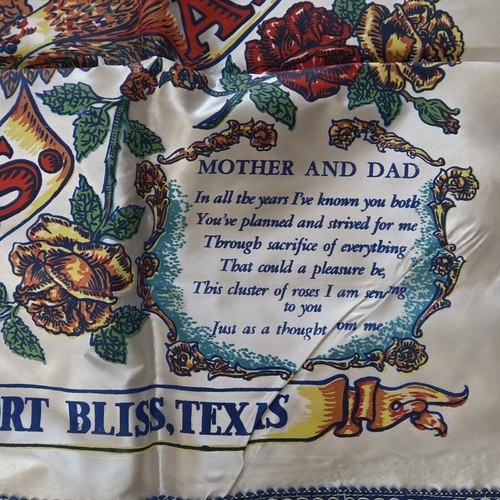 A
S.
MOTHER AND DAD
In all the years I've known you both
You've planned and strived for me
Through sacrifice of everything
That could a pleasure be,
This cluster of roses I am sending
to you
Just as a thought om me
RT BLISS, TEXAS